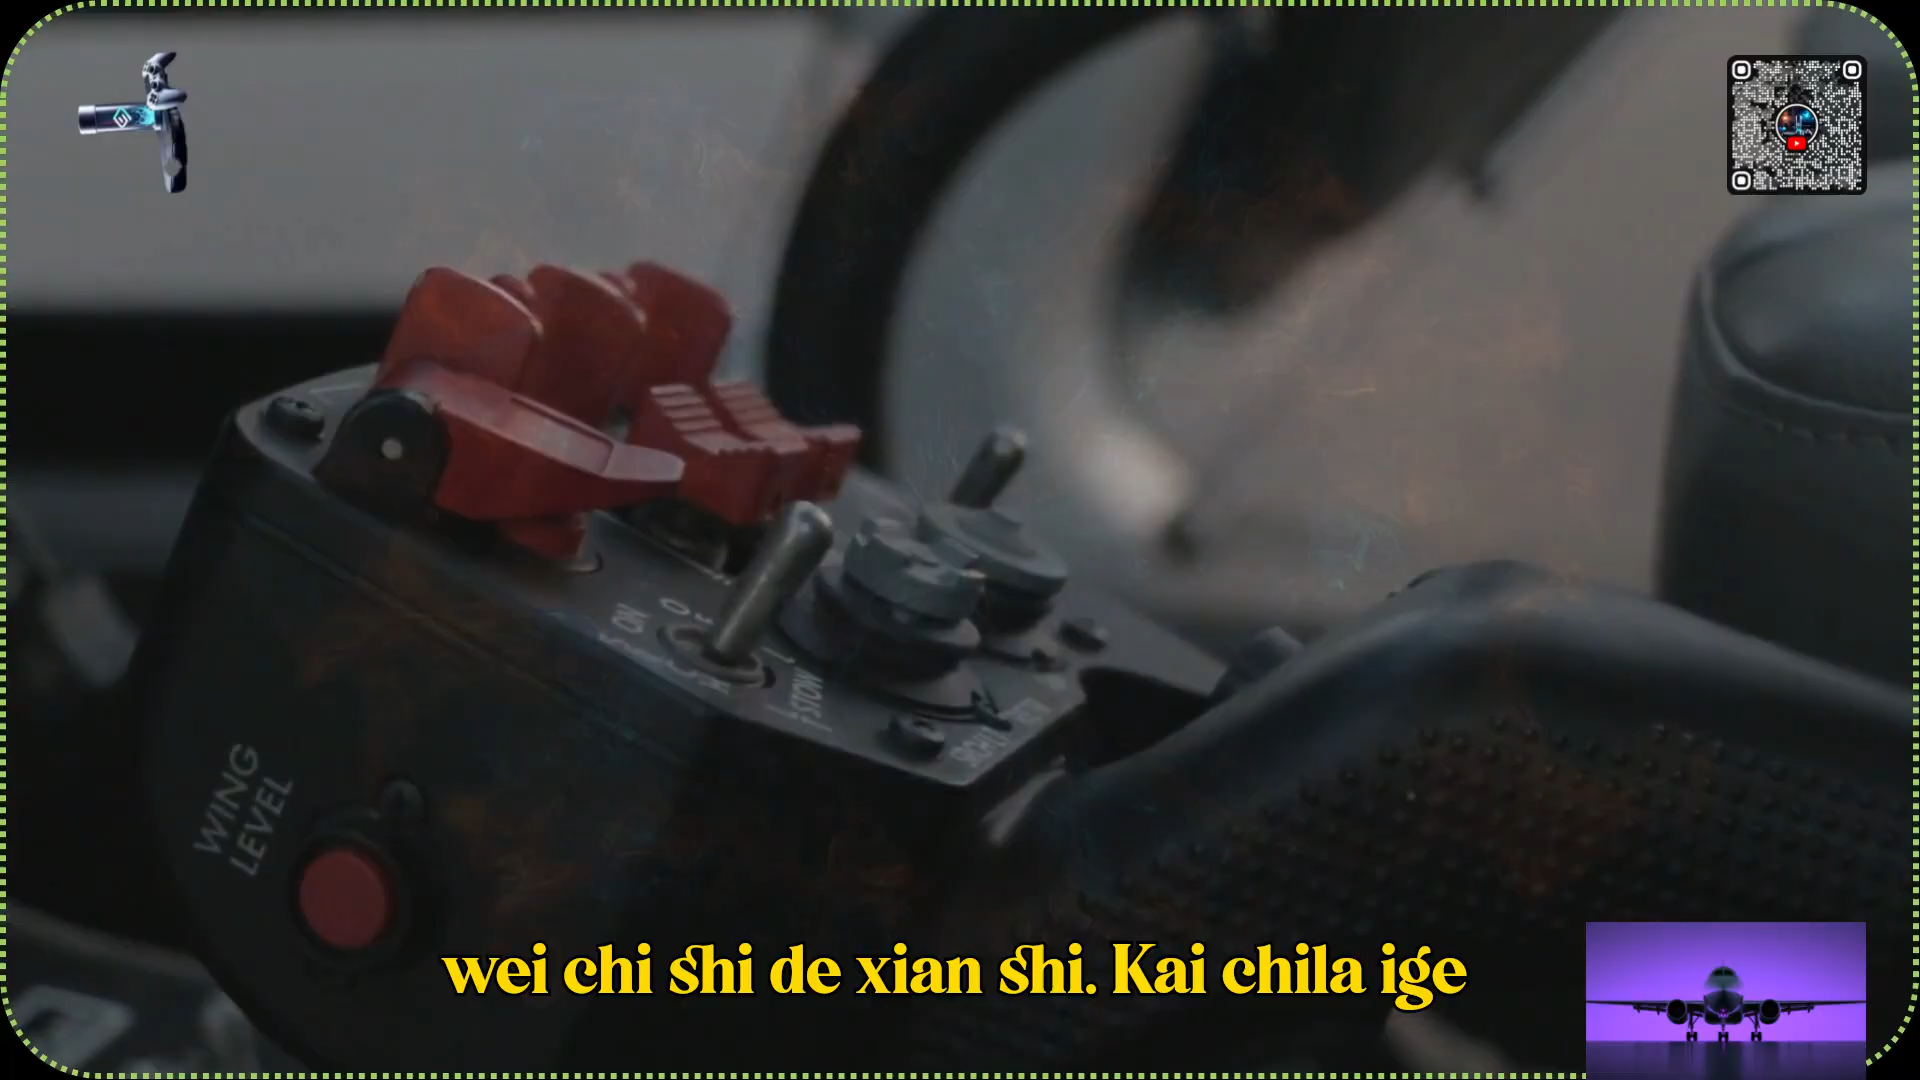 ON
STOW
WING
LEVEL
wei chi shi de xian shi. Kai chila ige